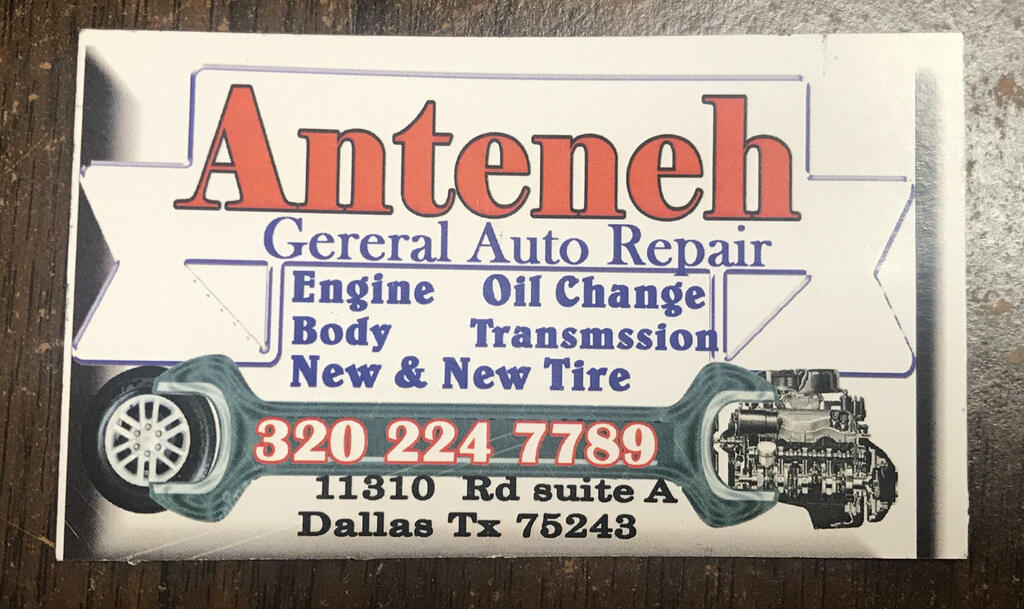 Anteneh
Gereral Auto Repair
Engine Oil Change
Body Transmssion
New & New Tire
320 224 7789
11310 Rd suite A
Dallas Tx 75243